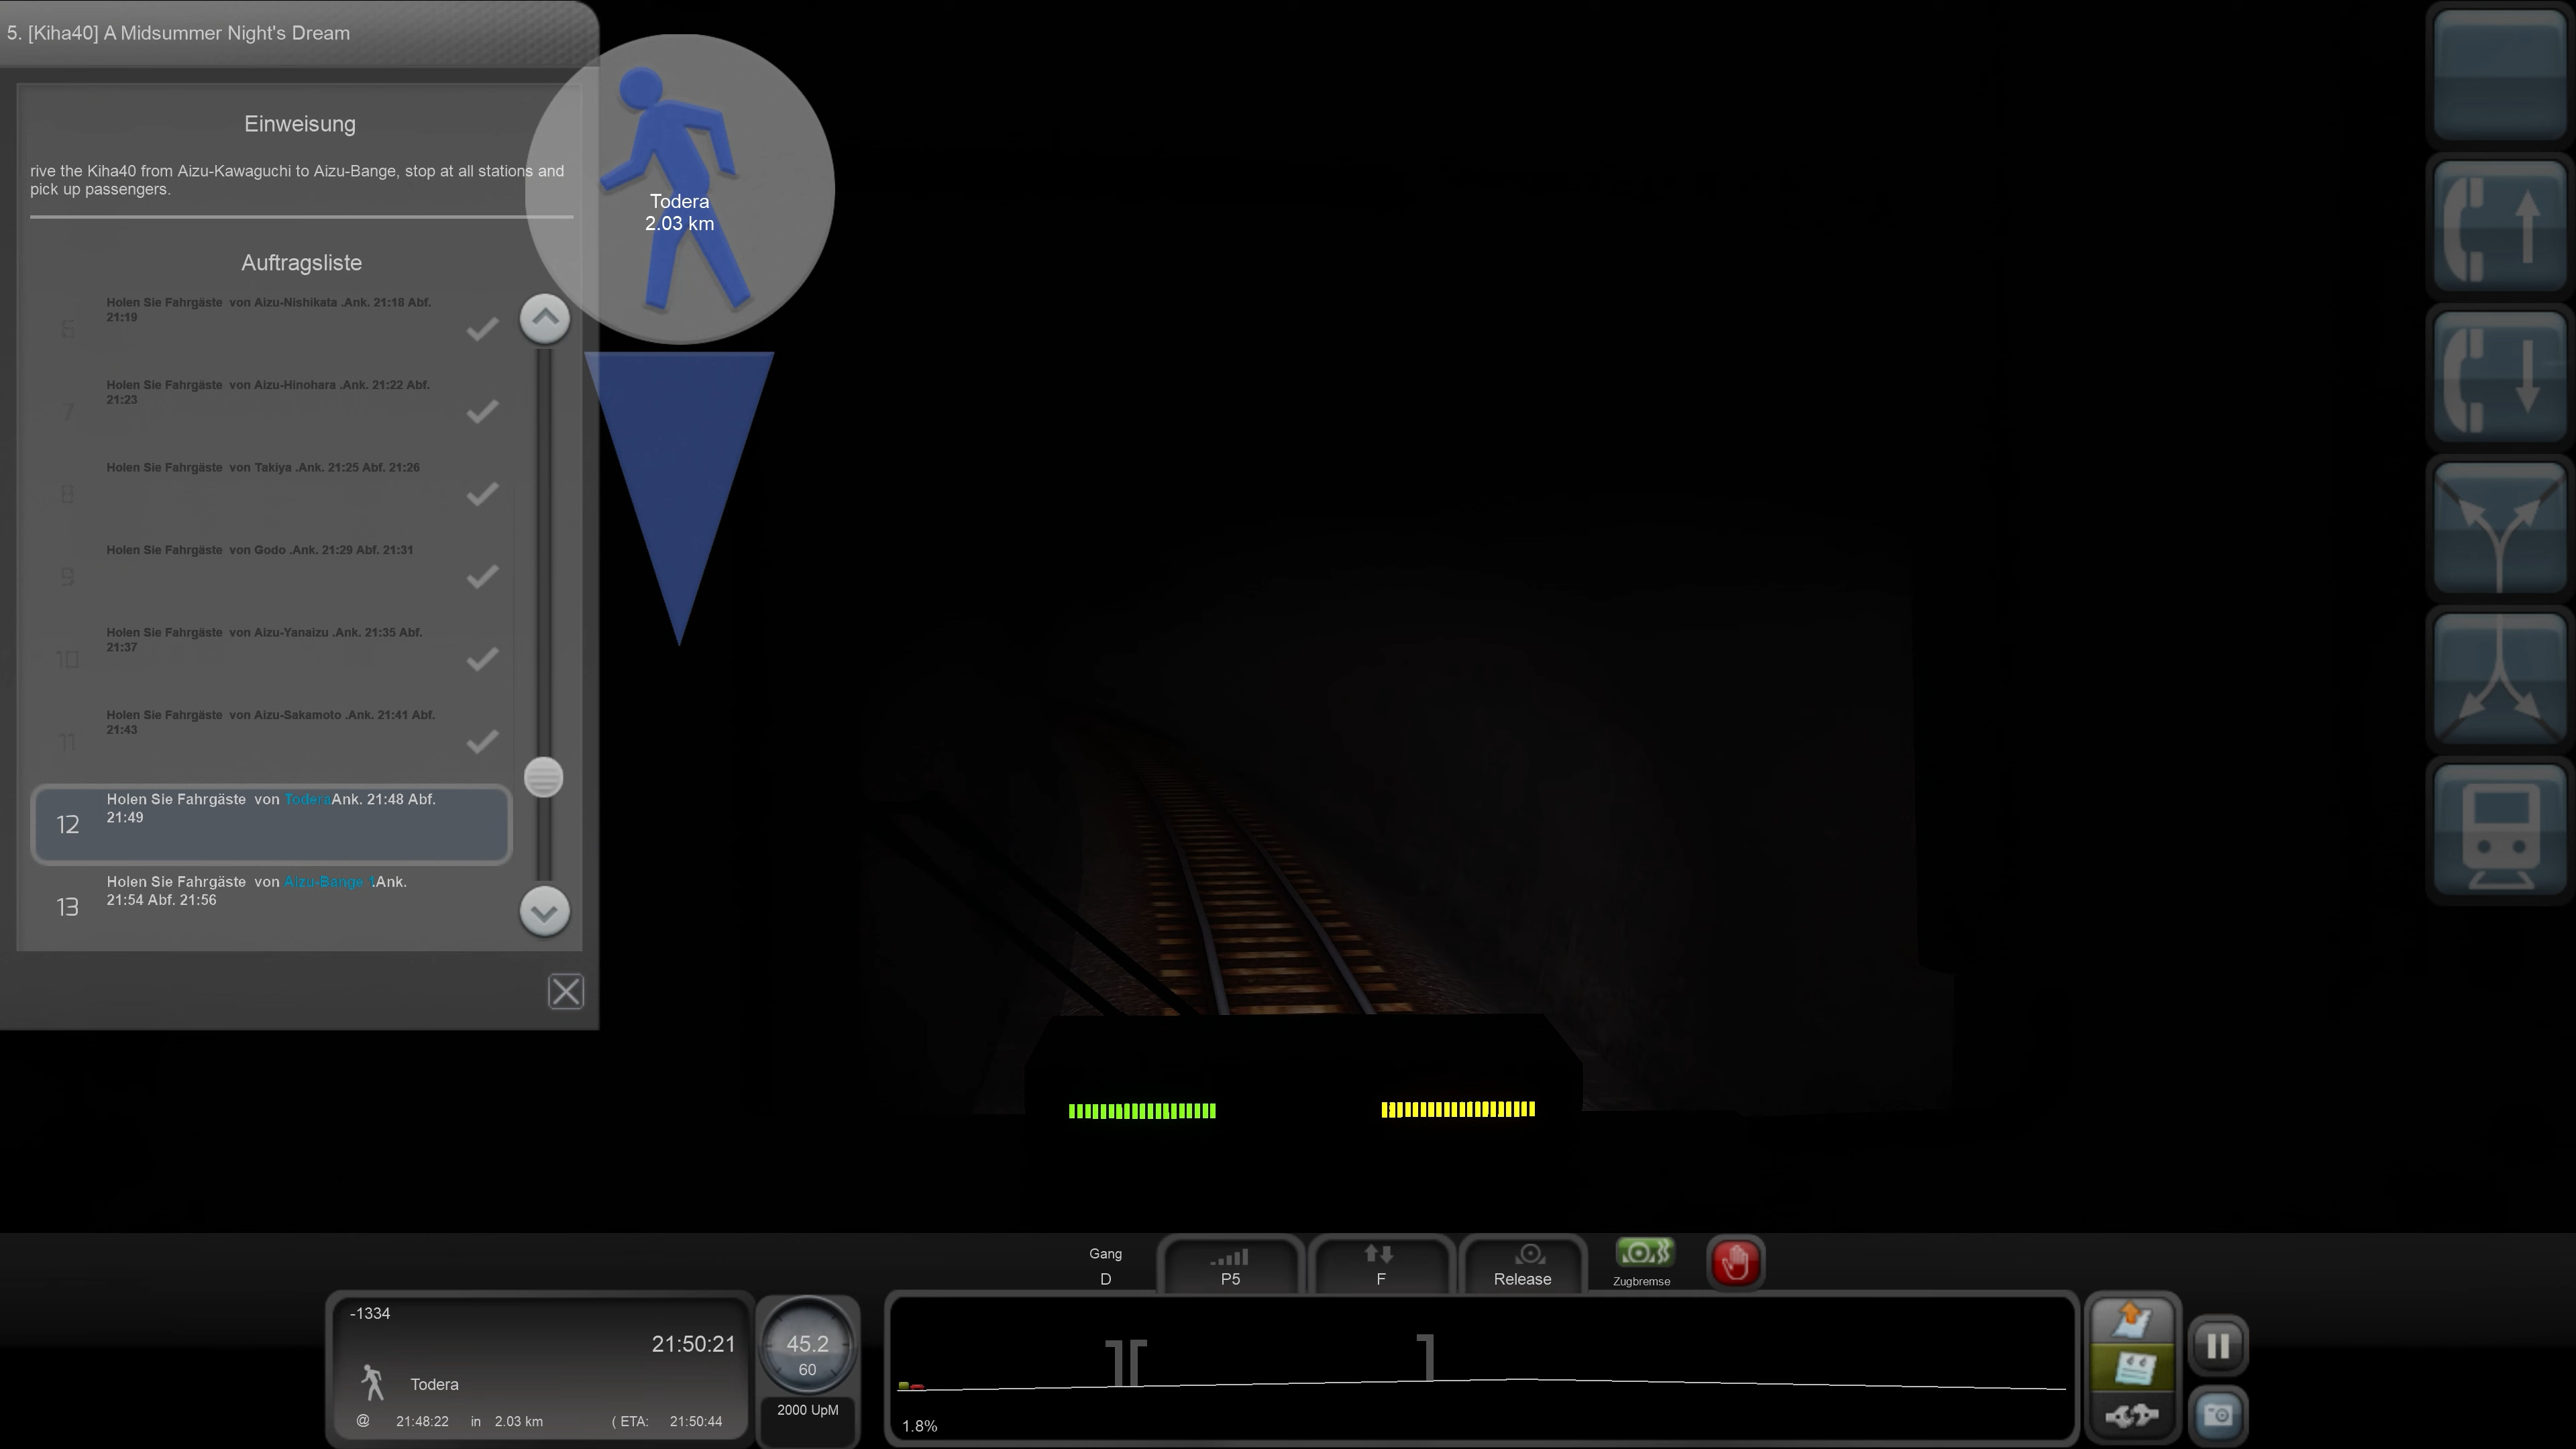 5. [Kiha40] A Midsummer Night's Dream
Einweisung
rive the Kiha40 from Aizu-Kawaguchi to Aizu-Bange, stop at all stations and
pick up passengers.
Todera
2.03 km
Auftragsliste
6
Holen Sie Fahrgäste von Aizu-Nishikata .Ank. 21:18 Abf.
21:19
7
Holen Sie Fahrgäste von Aizu-Hinohara .Ank. 21:22 Abf.
21:23
8
Holen Sie Fahrgäste von Takiya .Ank. 21:25 Abf. 21:26
9
Holen Sie Fahrgäste von Godo .Ank. 21:29 Abf. 21:31
10
Holen Sie Fahrgäste von Aizu-Yanaizu .Ank. 21:35 Abf.
21:37
11
Holen Sie Fahrgäste von Aizu-Sakamoto .Ank. 21:41 Abf.
21:43
12
Holen Sie Fahrgäste von ToderaAnk. 21:48 Abf.
21:49
13
Holen Sie Fahrgäste von Aizu-Bange 1.Ank.
21:54 Abf. 21:56
Gang
D
P5
F
Release
Zugbremse
-1334
21:50:21
Todera
@ 21:48:22 in 2.03 km ( ETA: 21:50:44
45.2
60
2000 UpM
1.8%